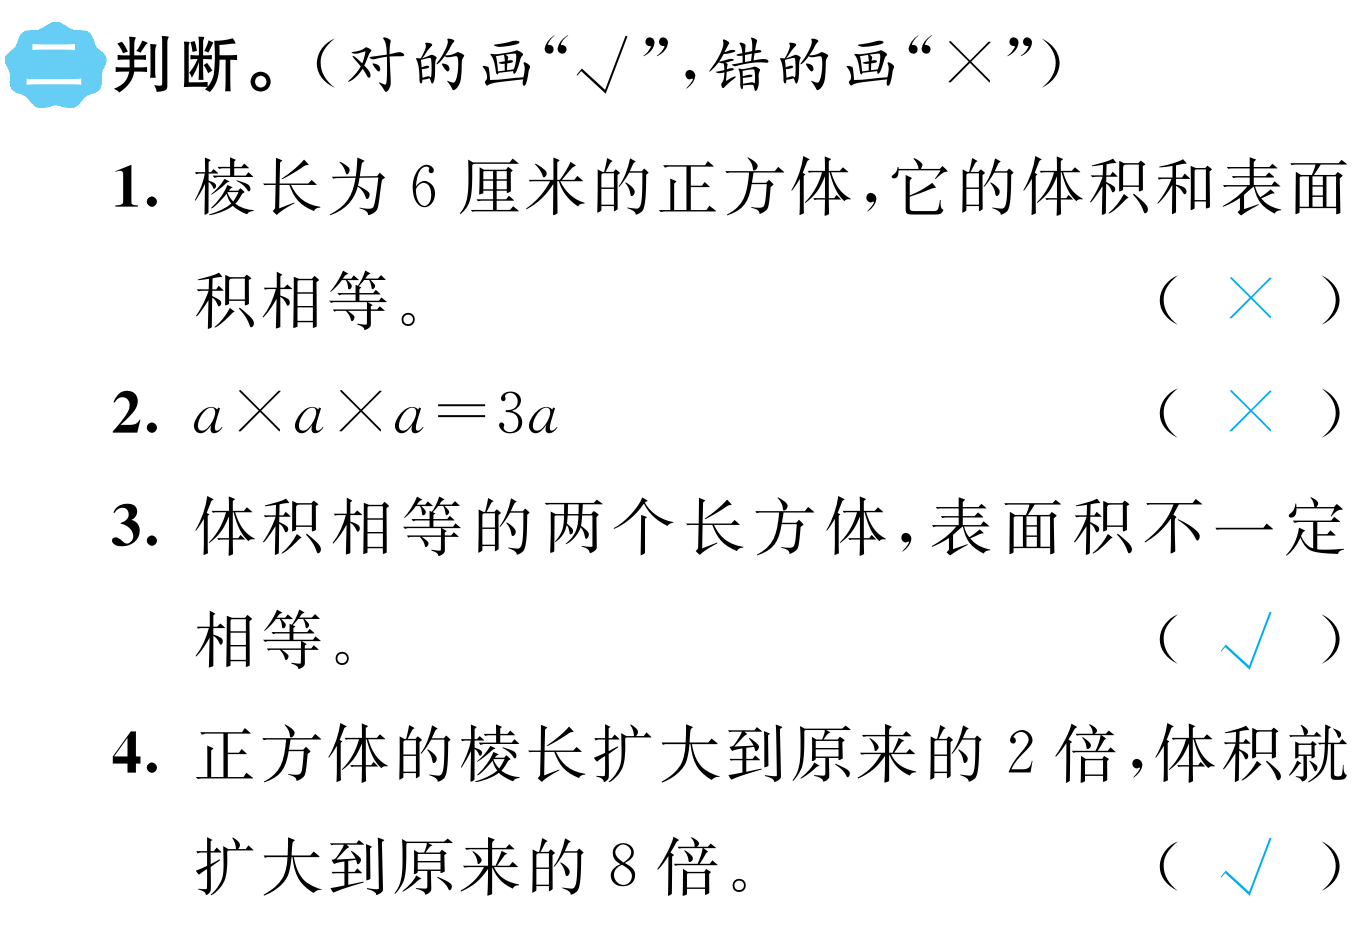 二 判断。(对的画“√”,错的画“×”)
1. 棱长为 6 厘米的正方体,它的体积和表面
积相等。 ( × )
2. a×a×a=3a ( × )
3. 体积相等的两个长方体,表面积不一定
相等。 ( √ )
4. 正方体的棱长扩大到原来的 2 倍,体积就
扩大到原来的 8 倍。 ( √ )